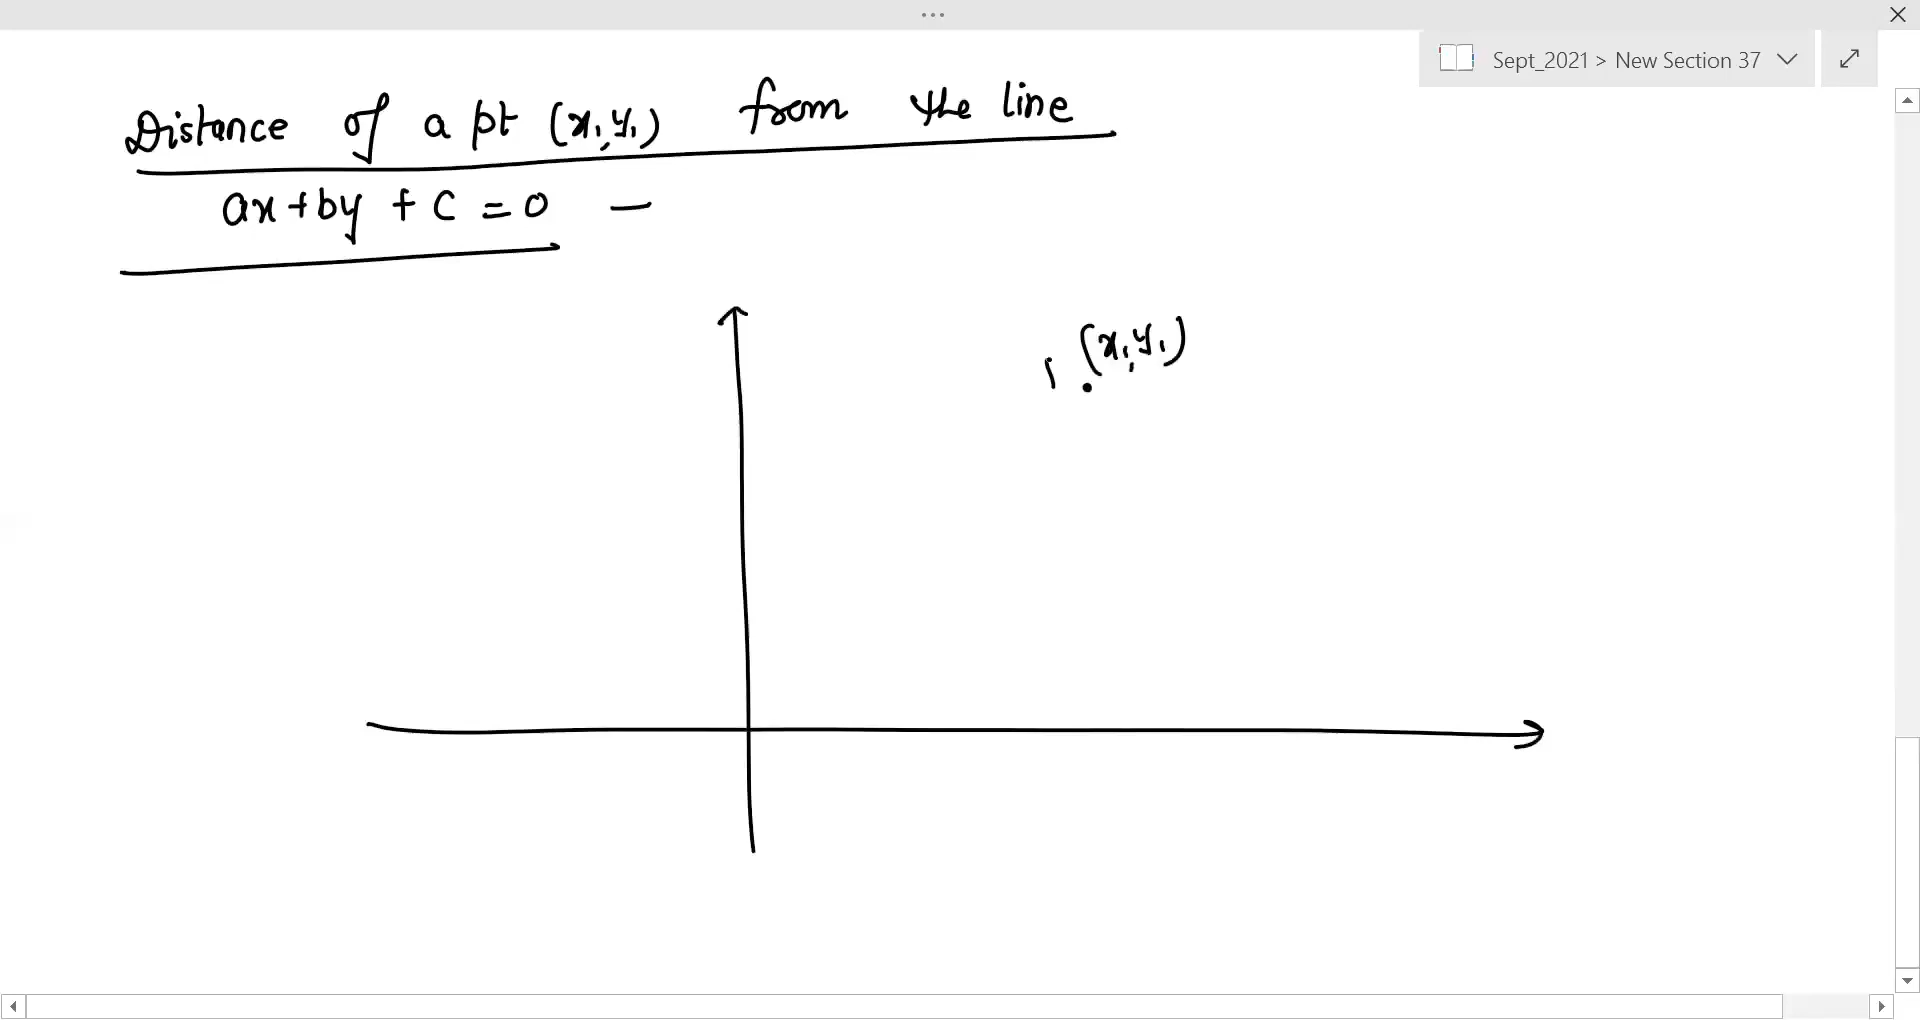 Sept_2021 > New Section 37
Distance of a pt (x₁, y₁) from the line
ax + by + c = 0 —
(x₁, y₁)